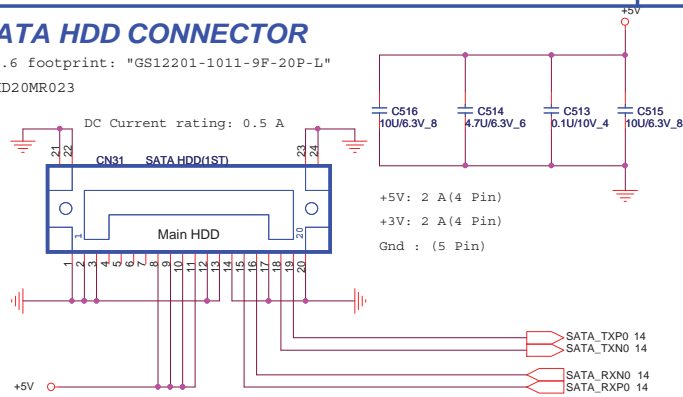 ATA HDD CONNECTOR
.6 footprint: "GS12201-1011-9F-20P-L"
D20MR023
DC Current rating: 0.5 A
+5V
C516
10U/6.3V_8
C514
4.7U/6.3V_6
C513
0.1U/10V_4
C515
10U/6.3V_8
21
22
23
24
CN31 SATA HDD(1ST)
1
20
Main HDD
+5V: 2 A(4 Pin)
+3V: 2 A(4 Pin)
Gnd : (5 Pin)
1
2
3
4
5
6
7
8
9
10
11
12
13
14
15
16
17
18
19
20
SATA_TXP0 14
SATA_TXN0 14
SATA_RXN0 14
SATA_RXP0 14
+5V